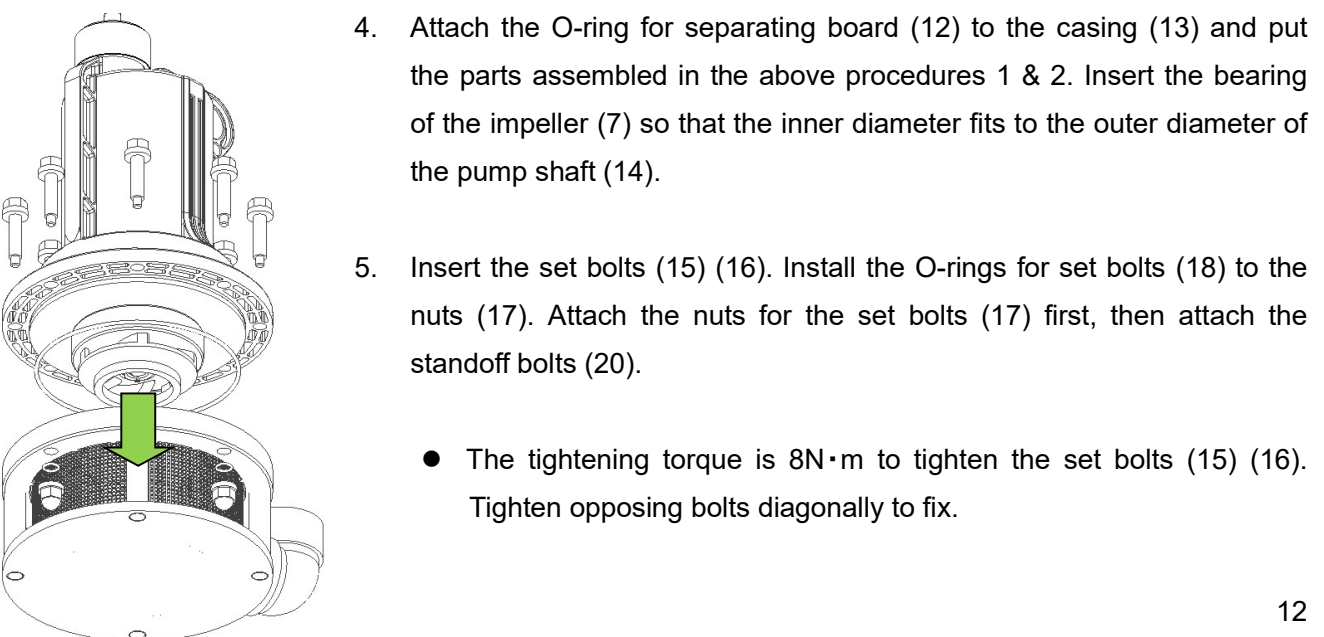 4. Attach the O-ring for separating board (12) to the casing (13) and put
the parts assembled in the above procedures 1 & 2. Insert the bearing
of the impeller (7) so that the inner diameter fits to the outer diameter of
the pump shaft (14).
5. Insert the set bolts (15) (16). Install the O-rings for set bolts (18) to the
nuts (17). Attach the nuts for the set bolts (17) first, then attach the
standoff bolts (20).
● The tightening torque is 8N･m to tighten the set bolts (15) (16).
Tighten opposing bolts diagonally to fix.
12